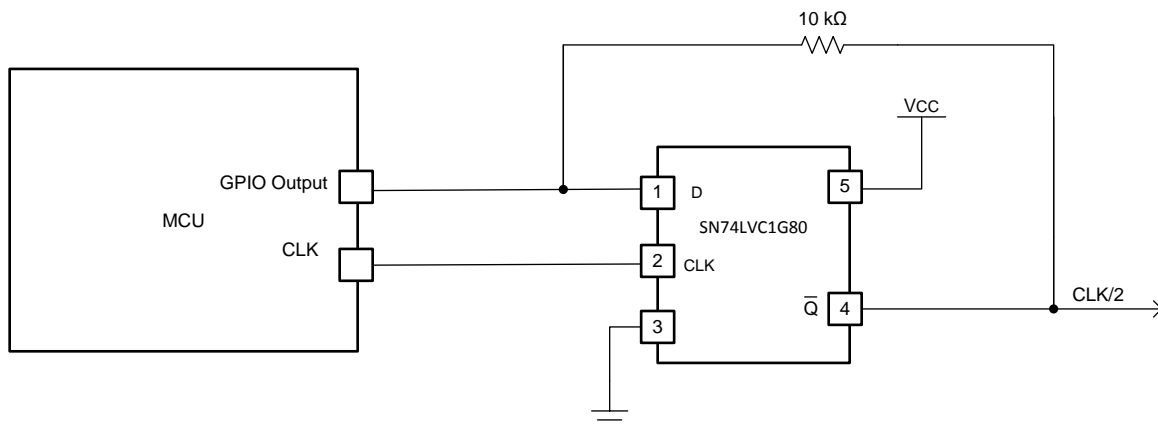 10 kΩ
VCC
GPIO Output
1
D
5
SN74LVC1G80
MCU
CLK
2
CLK
3
Q̅
4
CLK/2